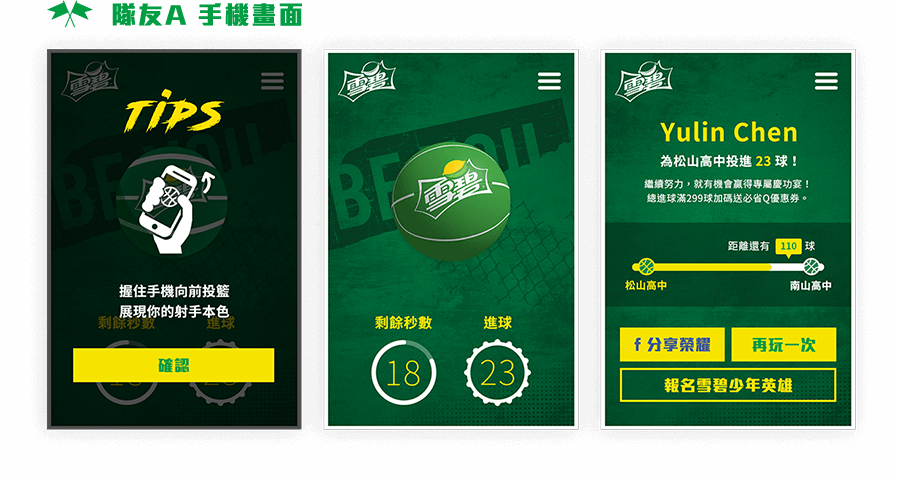 隊友A 手機畫面
雪碧
TIPS
握住手機向前投籃
展現你的射手本色
剩餘秒數 進球
確認
雪碧
BE YOU
雪碧
剩餘秒數 進球
18 23
雪碧
Yulin Chen
為松山高中投進 23 球！
繼續努力，就有機會贏得專屬慶功宴！
總進球滿299球加碼送必省Q優惠券。
距離還有 110 球
松山高中 南山高中
f 分享榮耀 再玩一次
報名雪碧少年英雄